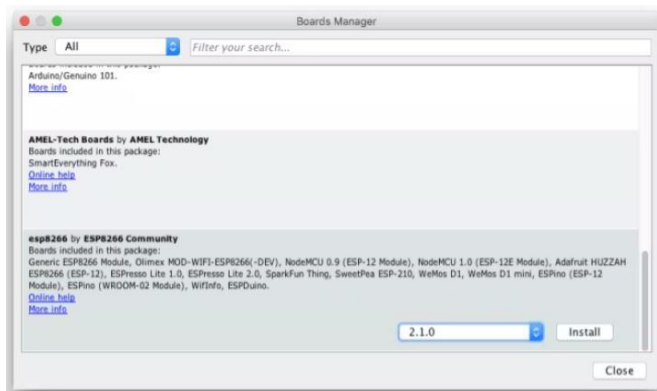 Boards Manager
Type All Filter your search...
Boards included in this package:
Arduino/Genuino 101.
More info
AMEL-Tech Boards by AMEL Technology
Boards included in this package:
SmartEverything Fox.
Online help
More info
esp8266 by ESP8266 Community
Boards included in this package:
Generic ESP8266 Module, Olimex MOD-WIFI-ESP8266(-DEV), NodeMCU 0.9 (ESP-12 Module), NodeMCU 1.0 (ESP-12E Module), Adafruit HUZZAH
ESP8266 (ESP-12), ESPresso Lite 1.0, ESPresso Lite 2.0, SparkFun Thing, SweetPea ESP-210, WeMos D1, WeMos D1 mini, ESPino (ESP-12
Module), ESPino (WROOM-02 Module), WifInfo, ESPDuino.
Online help
More info
2.1.0 Install
Close